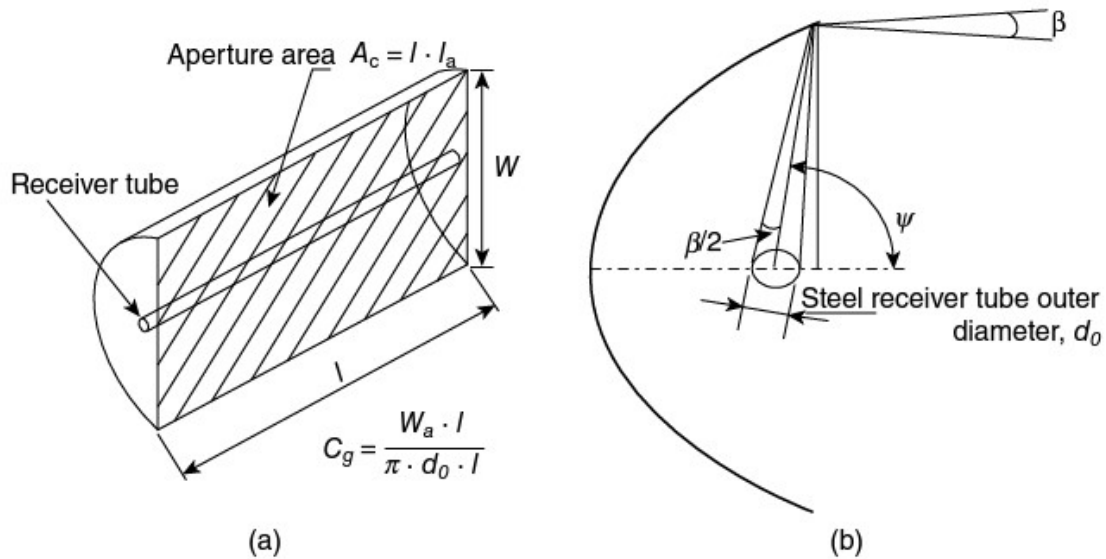 Aperture area A_c = l · l_a
W
Receiver tube
l
C_g = W_a · l / π · d_0 · l
(a)
β
ψ
β/2
Steel receiver tube outer
diameter, d_0
(b)